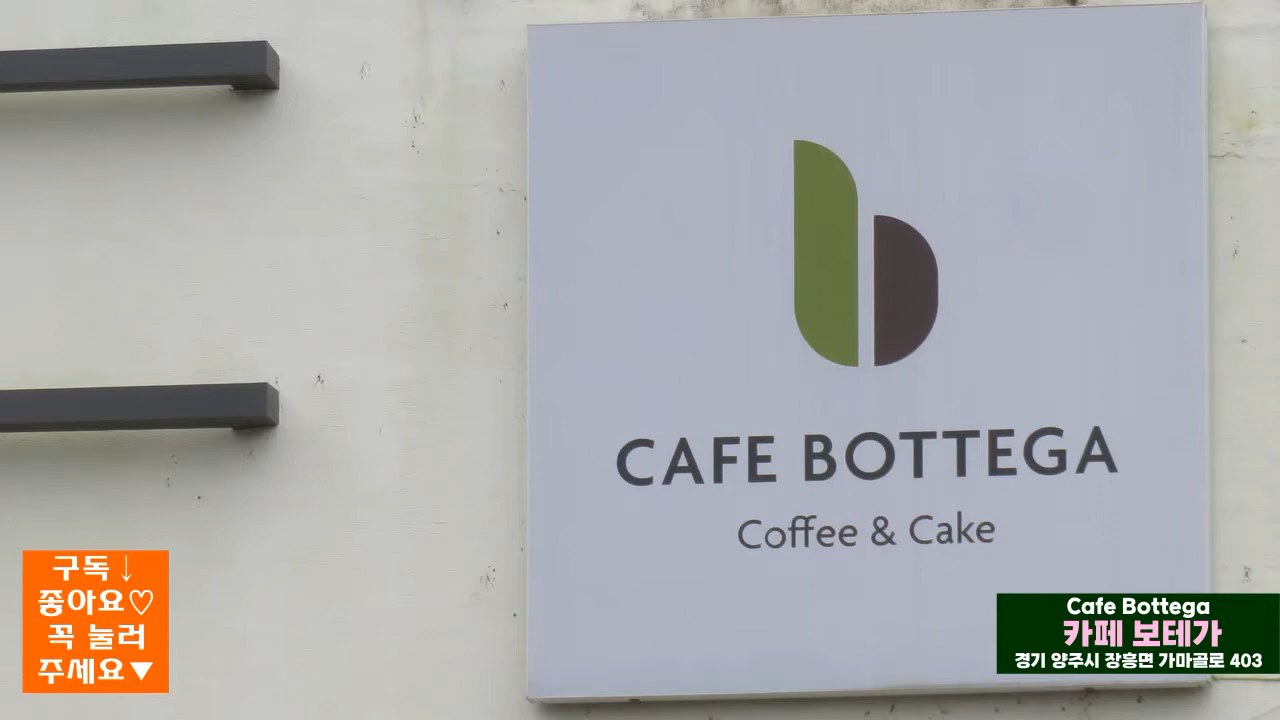 b
CAFE BOTTEGA
Coffee & Cake
구독↓
좋아요♡
꼭 눌러
주세요▼
Cafe Bottega
카페 보테가
경기 양주시 장흥면 가마골로 403